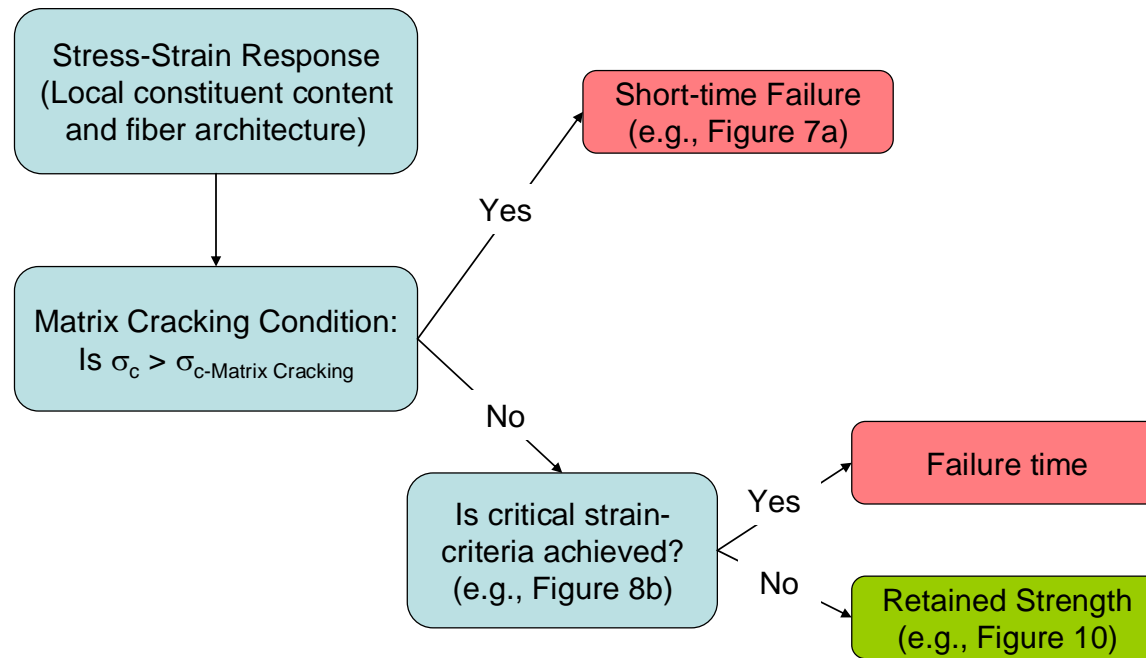 Stress-Strain Response
(Local constituent content
and fiber architecture)
Short-time Failure
(e.g., Figure 7a)
Yes
Matrix Cracking Condition:
Is σc > σc-Matrix Cracking
No
Is critical strain-
criteria achieved?
(e.g., Figure 8b)
Yes
Failure time
No
Retained Strength
(e.g., Figure 10)